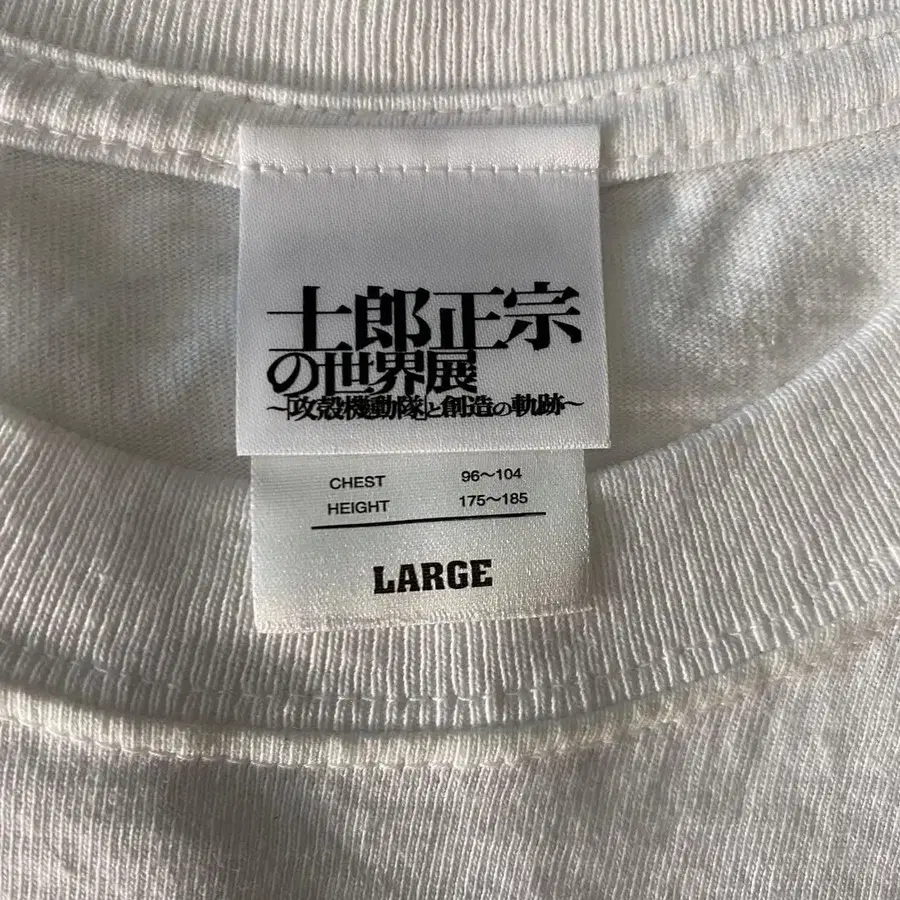 士郎正宗
の世界展
～「攻殻機動隊」と創造の軌跡～
CHEST 96～104
HEIGHT 175～185
LARGE